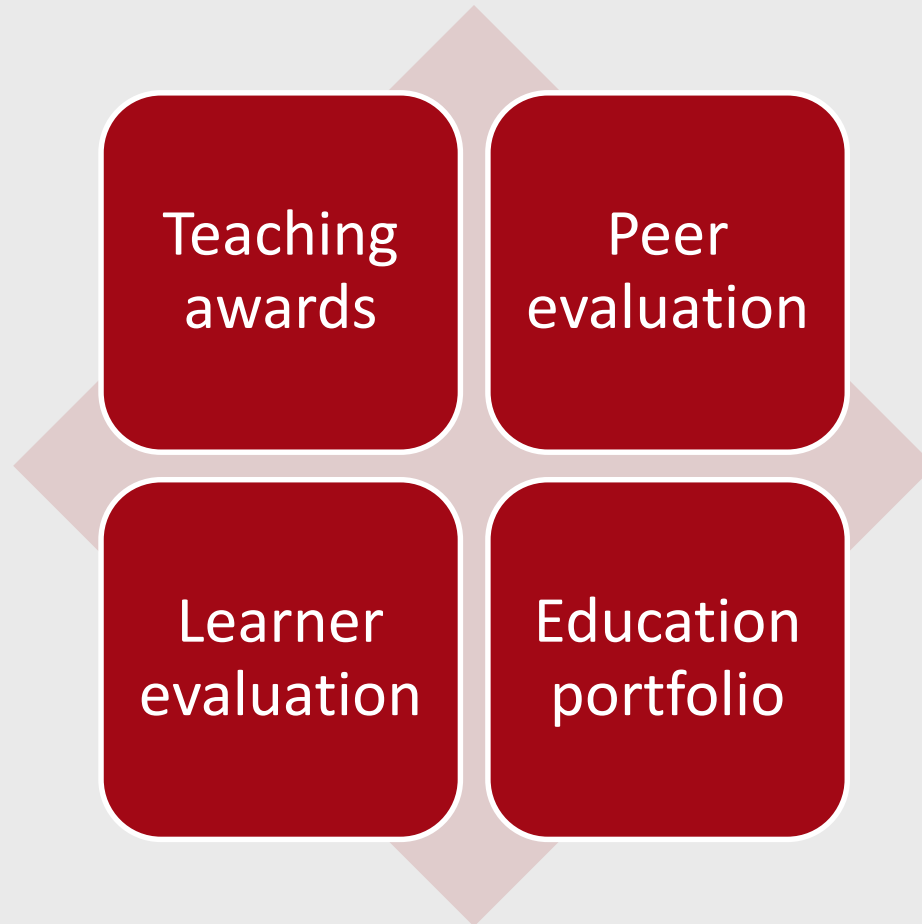 Teaching
awards
Peer
evaluation
Learner
evaluation
Education
portfolio